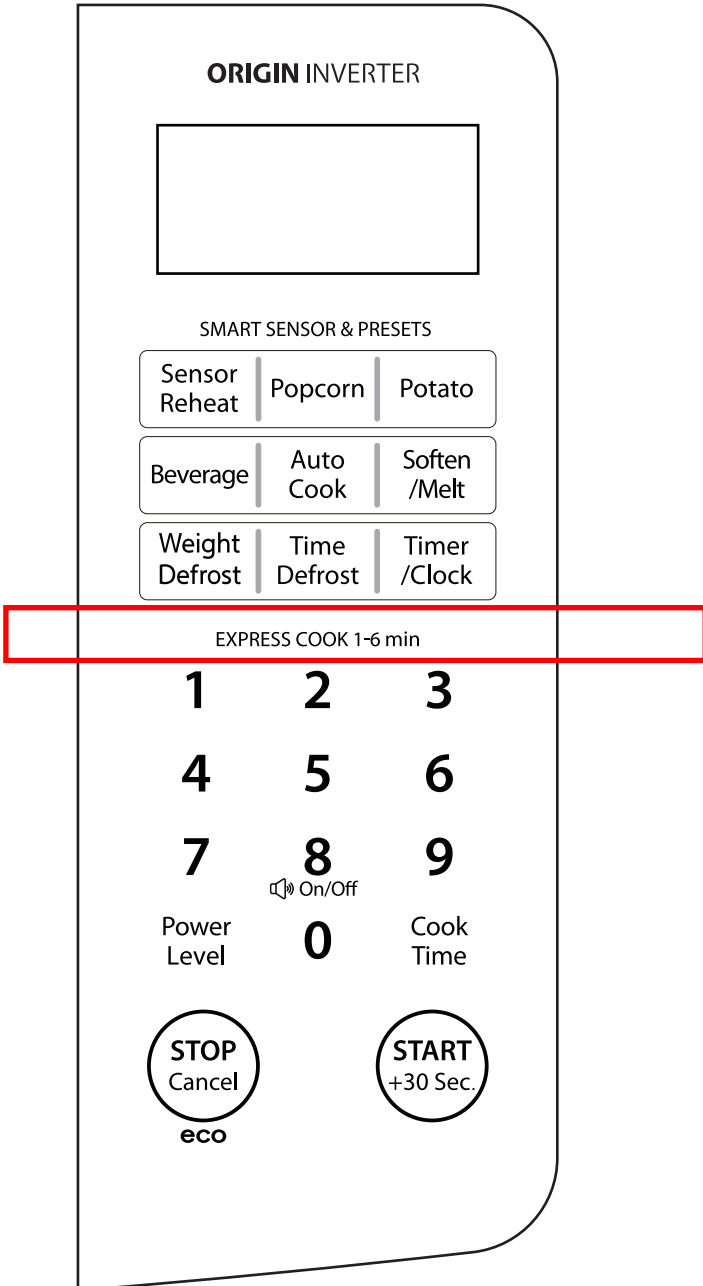 ORIGIN INVERTER
SMART SENSOR & PRESETS
Sensor Reheat
Popcorn
Potato
Beverage
Auto Cook
Soften /Melt
Weight Defrost
Time Defrost
Timer /Clock
EXPRESS COOK 1-6 min
1 2 3
4 5 6
7 8 9
On/Off
Power Level
0
Cook Time
STOP
Cancel
eco
START
+30 Sec.